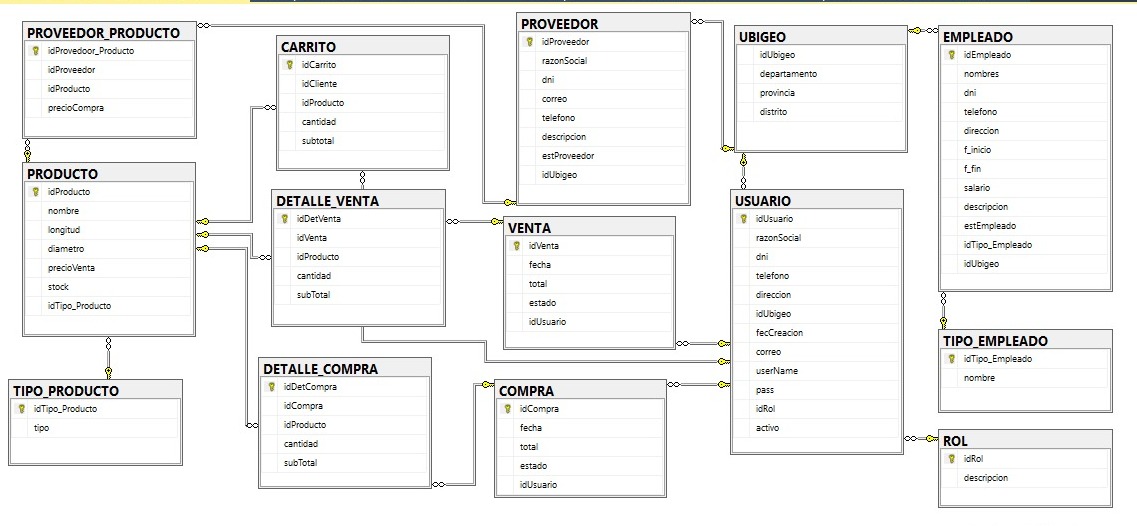 PROVEEDOR_PRODUCTO
idProvedoor_Producto
idProveedor
idProducto
precioCompra
CARRITO
idCarrito
idCliente
idProducto
cantidad
subtotal
PROVEEDOR
idProveedor
razonSocial
dni
correo
telefono
descripcion
estProveedor
idUbigeo
UBIGEO
idUbigeo
departamento
provincia
distrito
EMPLEADO
idEmpleado
nombres
dni
telefono
direccion
f_inicio
f_fin
salario
descripcion
estEmpleado
idTipo_Empleado
idUbigeo
PRODUCTO
idProducto
nombre
longitud
diametro
precioVenta
stock
idTipo_Producto
DETALLE_VENTA
idDetVenta
idVenta
idProducto
cantidad
subTotal
VENTA
idVenta
fecha
total
estado
idUsuario
USUARIO
idUsuario
razonSocial
dni
telefono
direccion
idUbigeo
fecCreacion
correo
userName
pass
idRol
activo
TIPO_EMPLEADO
idTipo_Empleado
nombre
TIPO_PRODUCTO
idTipo_Producto
tipo
DETALLE_COMPRA
idDetCompra
idCompra
idProducto
cantidad
subTotal
COMPRA
idCompra
fecha
total
estado
idUsuario
ROL
idRol
descripcion